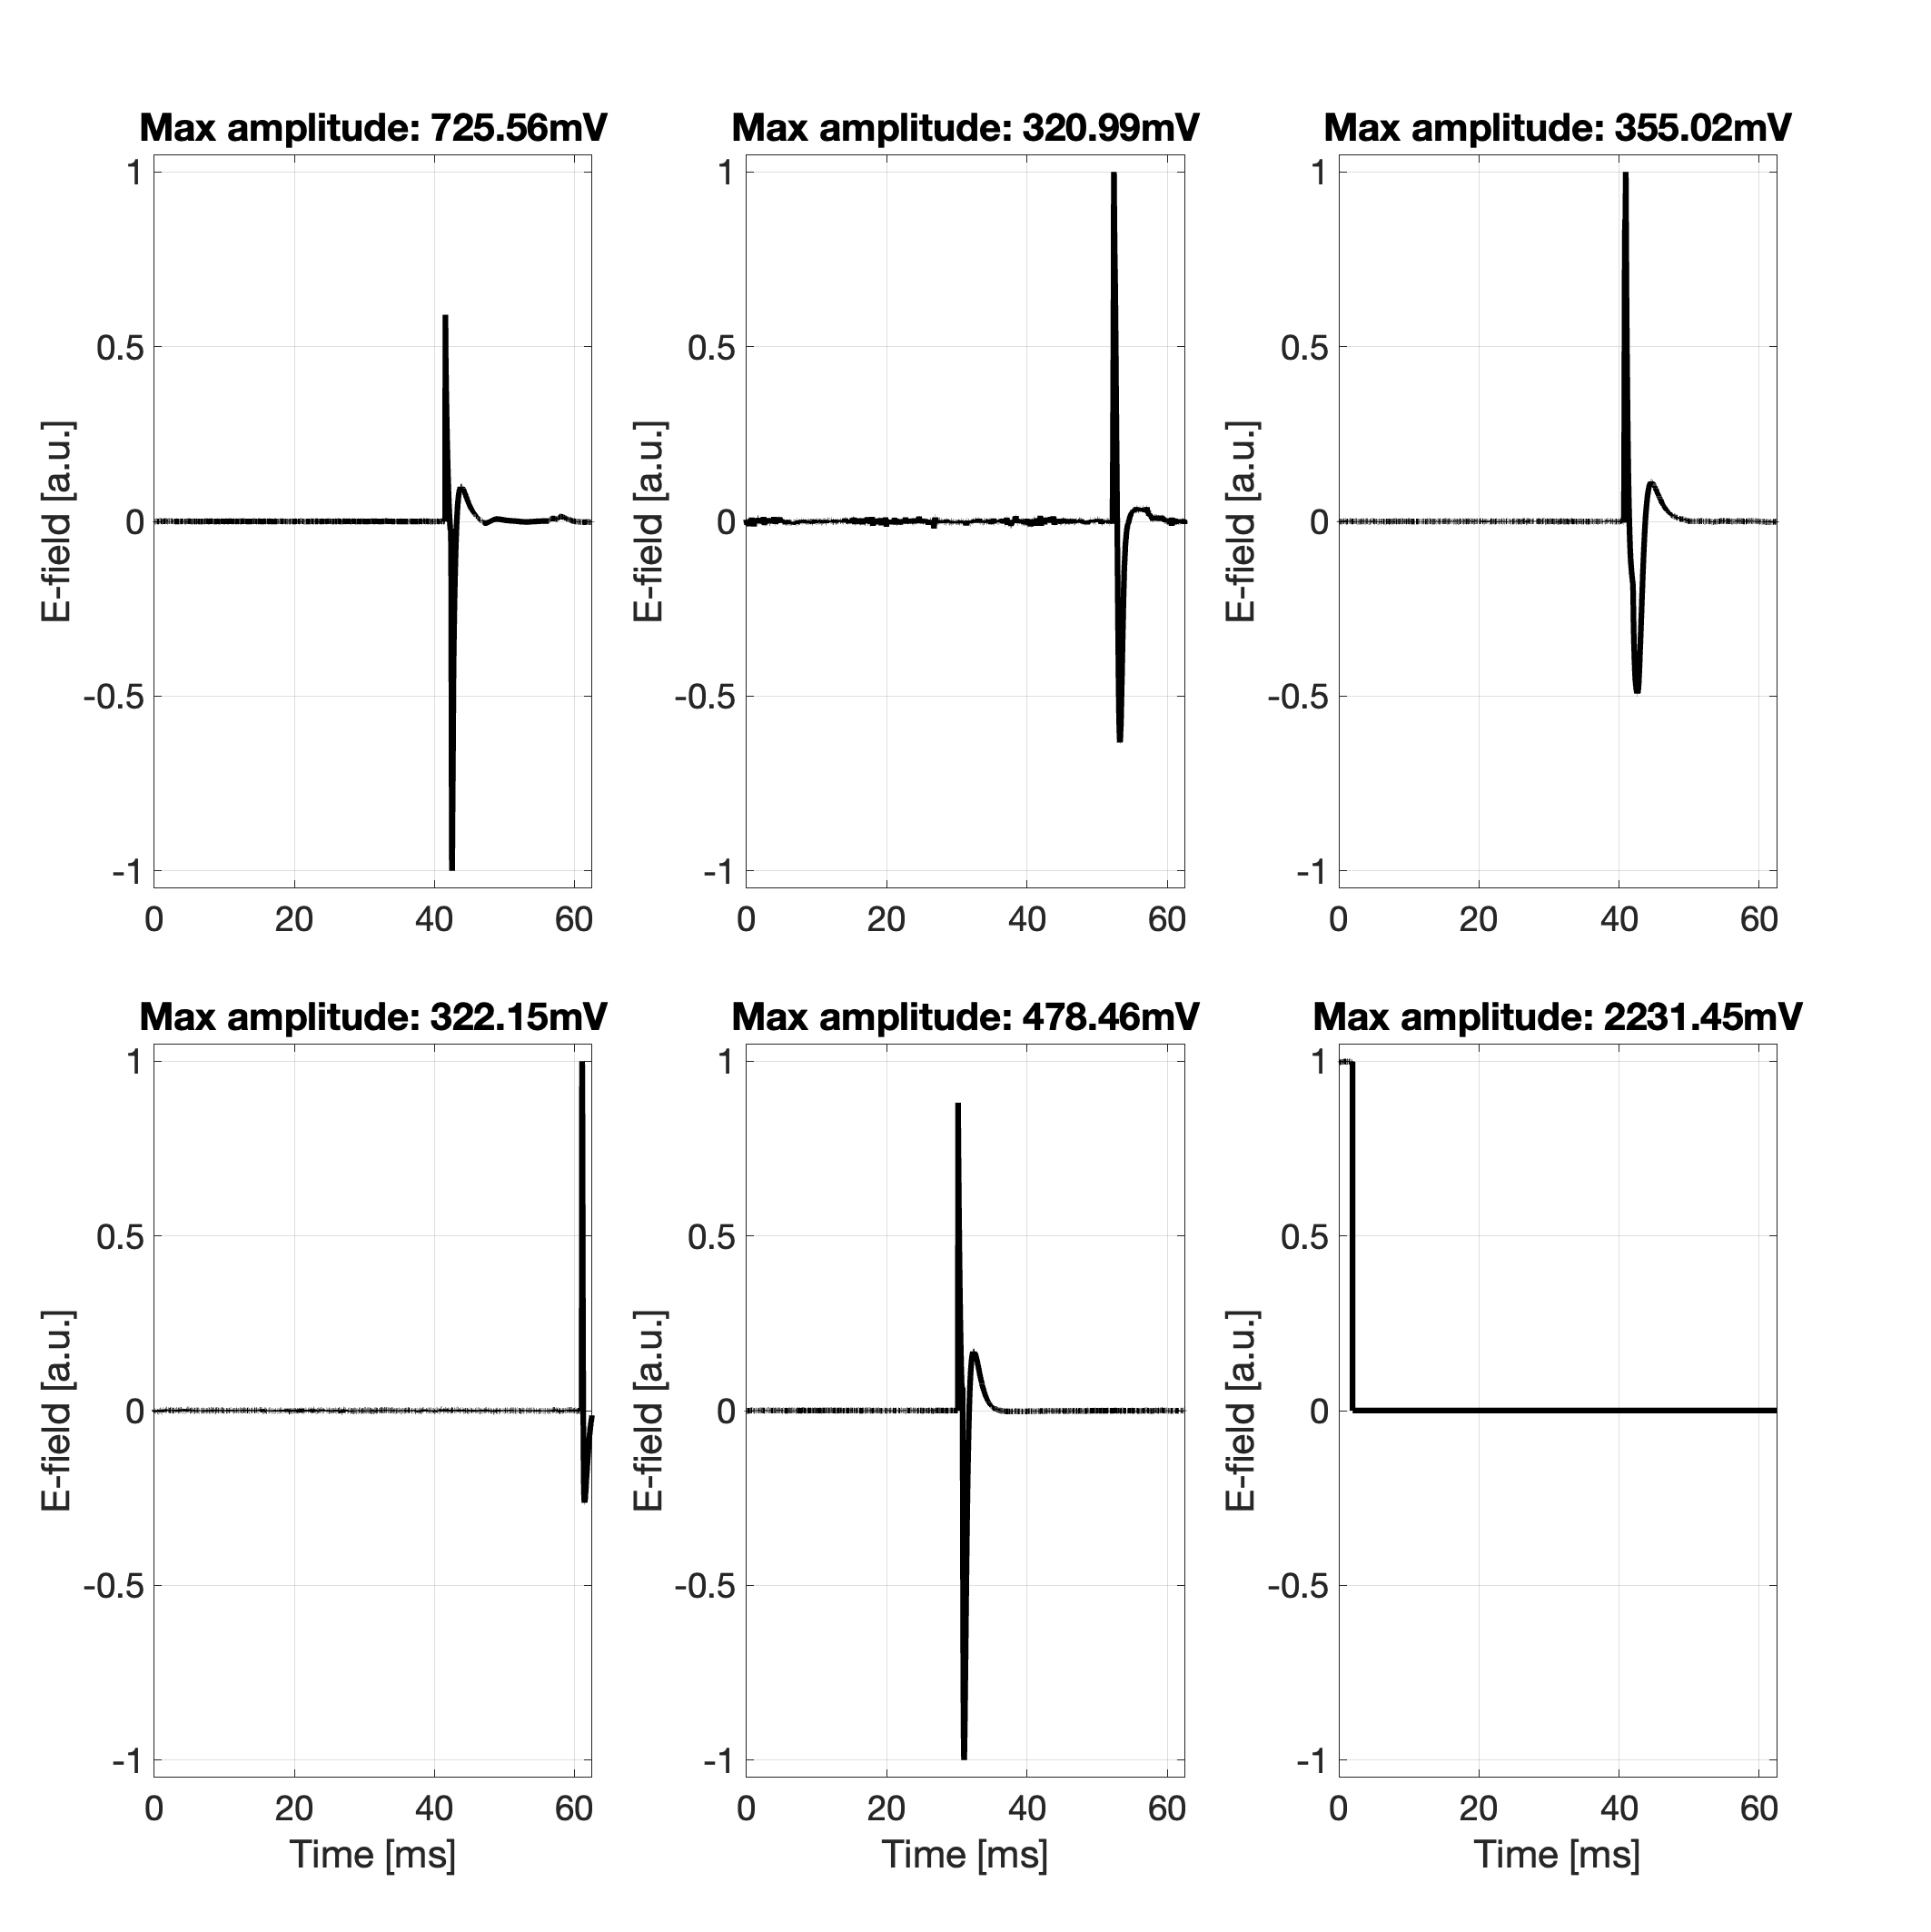 Max amplitude: 725.56mV
1
0.5
0
-0.5
-1
E-field [a.u.]
0 20 40 60
Max amplitude: 320.99mV
1
0.5
0
-0.5
-1
E-field [a.u.]
0 20 40 60
Max amplitude: 355.02mV
1
0.5
0
-0.5
-1
E-field [a.u.]
0 20 40 60
Max amplitude: 322.15mV
1
0.5
0
-0.5
-1
E-field [a.u.]
0 20 40 60
Time [ms]
Max amplitude: 478.46mV
1
0.5
0
-0.5
-1
E-field [a.u.]
0 20 40 60
Time [ms]
Max amplitude: 2231.45mV
1
0.5
0
-0.5
-1
E-field [a.u.]
0 20 40 60
Time [ms]